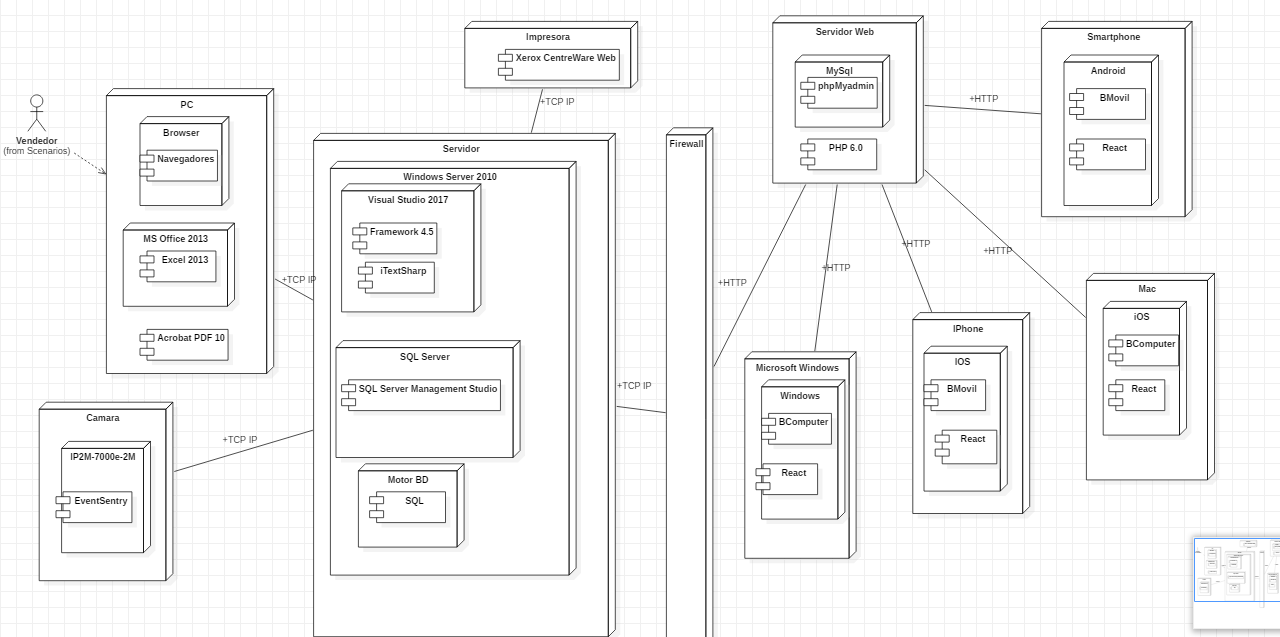 Vendedor
(from Scenarios)
PC
Browser
Navegadores
MS Office 2013
Excel 2013
Acrobat PDF 10
+TCP IP
Camara
IP2M-7000e-2M
EventSentry
+TCP IP
Impresora
Xerox CentreWare Web
+TCP IP
Servidor
Windows Server 2010
Visual Studio 2017
Framework 4.5
iTextSharp
SQL Server
SQL Server Management Studio
Motor BD
SQL
+TCP IP
Firewall
Servidor Web
MySql
phpMyadmin
PHP 6.0
+HTTP
+HTTP
+HTTP
+HTTP
+HTTP
Smartphone
Android
BMovil
React
Microsoft Windows
Windows
BComputer
React
IPhone
IOS
BMovil
React
Mac
iOS
BComputer
React